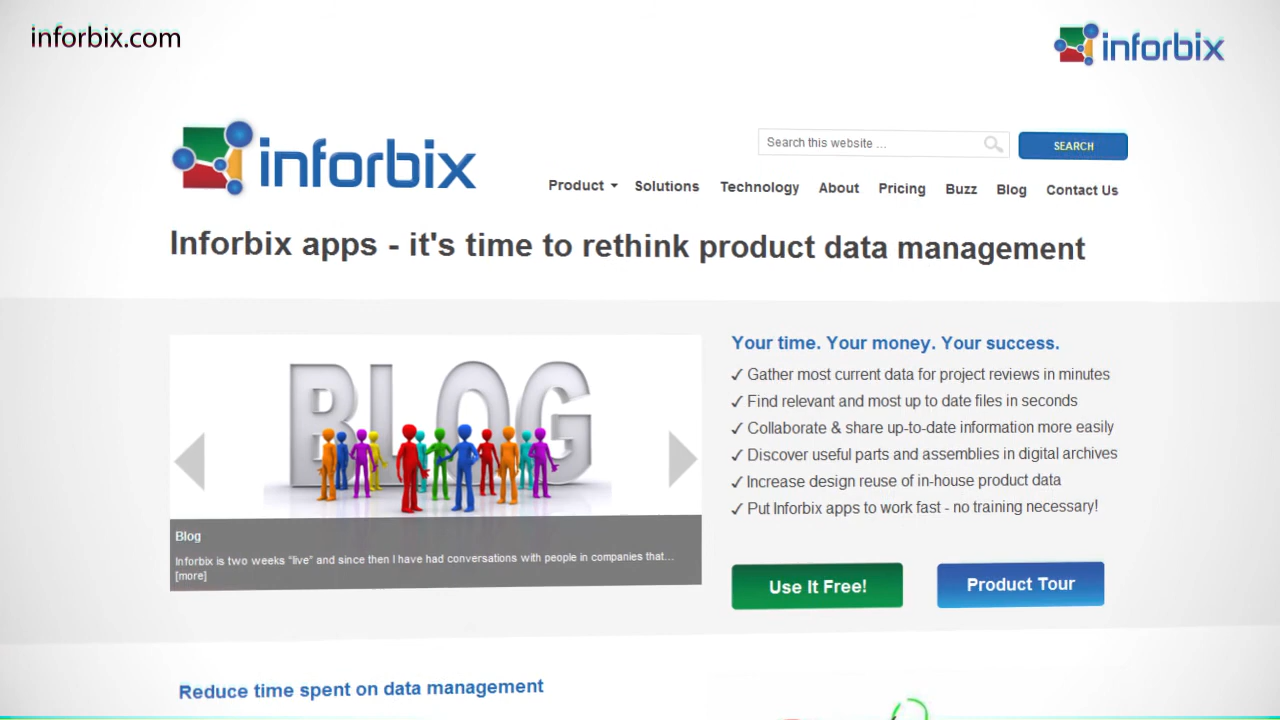 inforbix.com
inforbix
inforbix
Search this website ...
SEARCH
Product
Solutions
Technology
About
Pricing
Buzz
Blog
Contact Us
Inforbix apps - it's time to rethink product data management
BLOG
Blog
Inforbix is two weeks “live” and since then I have had conversations with people in companies that...
[more]
Your time. Your money. Your success.
✓ Gather most current data for project reviews in minutes
✓ Find relevant and most up to date files in seconds
✓ Collaborate & share up-to-date information more easily
✓ Discover useful parts and assemblies in digital archives
✓ Increase design reuse of in-house product data
✓ Put Inforbix apps to work fast - no training necessary!
Use It Free!
Product Tour
Reduce time spent on data management